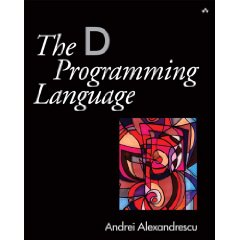 The D
Programming
Language
Andrei Alexandrescu